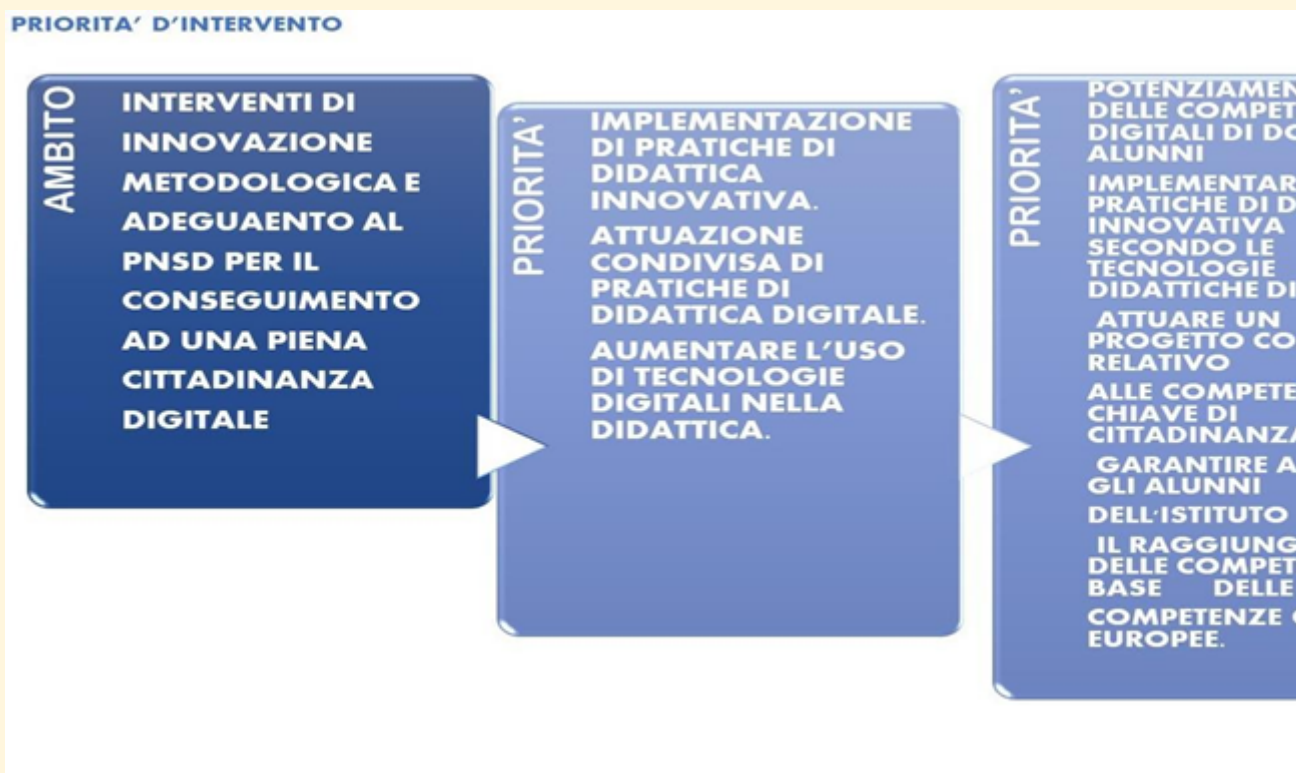 PRIORITA’ D’INTERVENTO
AMBITO
INTERVENTI DI
INNOVAZIONE
METODOLOGICA E
ADEGUAENTO AL
PNSD PER IL
CONSEGUIMENTO
AD UNA PIENA
CITTADINANZA
DIGITALE
PRIORITA’
IMPLEMENTAZIONE
DI PRATICHE DI
DIDATTICA
INNOVATIVA.
ATTUAZIONE
CONDIVISA DI
PRATICHE DI
DIDATTICA DIGITALE.
AUMENTARE L’USO
DI TECNOLOGIE
DIGITALI NELLA
DIDATTICA.
PRIORITA’
DELLE
DIGITALI DI
ALUNNI
PRATICHE DI
INNOVATIVA
SECONDO LE
TECNOLOGIE
DIDATTICHE
ATTUARE UN
PROGETTO
RELATIVO
ALLE
CHIAVE DI
CITTADINANZA
GARANTIRE
GLI ALUNNI
DELL'ISTITUTO
IL
DELLE
BASE DELLE
COMPETENZE
EUROPEE.